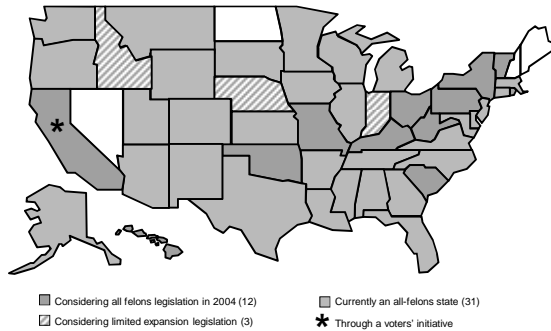 *
Considering all felons legislation in 2004 (12)
Currently an all-felons state (31)
Considering limited expansion legislation (3)
* Through a voters' initiative